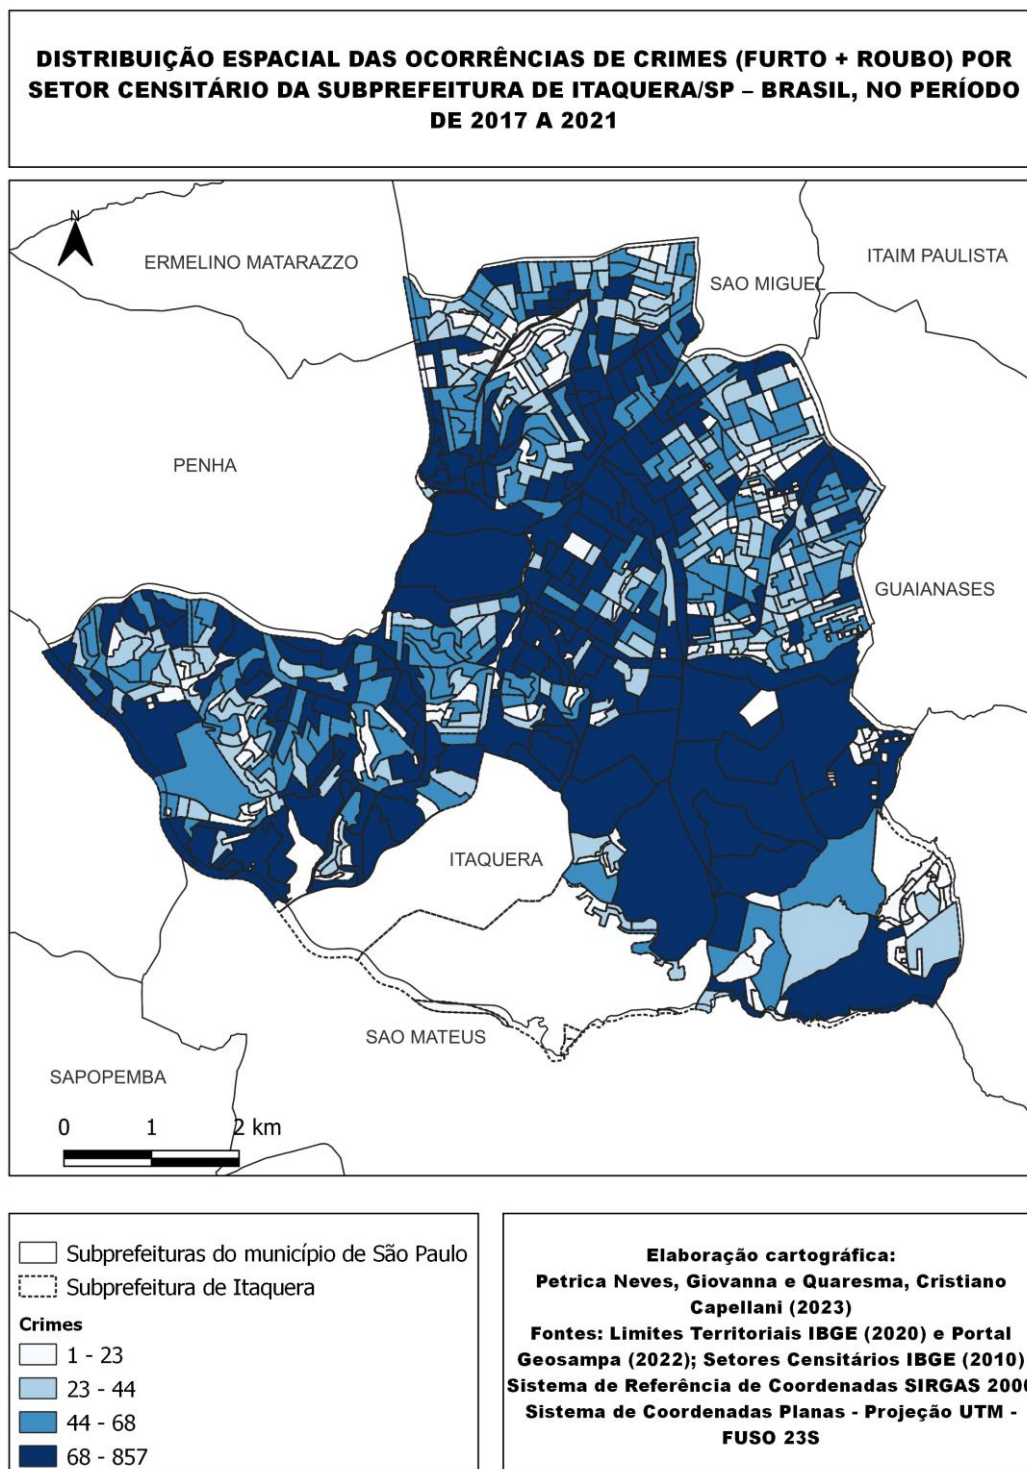 DISTRIBUIÇÃO ESPACIAL DAS OCORRÊNCIAS DE CRIMES (FURTO + ROUBO) POR
SETOR CENSITÁRIO DA SUBPREFEITURA DE ITAQUERA/SP – BRASIL, NO PERÍODO
DE 2017 A 2021
N
ERMELINO MATARAZZO
ITAIM PAULISTA
SAO MIGUEL
PENHA
GUAIANASES
ITAQUERA
SAO MATEUS
SAPOPEMBA
0 1 2 km
Subprefeituras do município de São Paulo
Subprefeitura de Itaquera
Crimes
1 - 23
23 - 44
44 - 68
68 - 857
Elaboração cartográfica:
Petrica Neves, Giovanna e Quaresma, Cristiano
Capellani (2023)
Fontes: Limites Territoriais IBGE (2020) e Portal
Geosampa (2022); Setores Censitários IBGE (2010)
Sistema de Referência de Coordenadas SIRGAS 2000
Sistema de Coordenadas Planas - Projeção UTM -
FUSO 23S